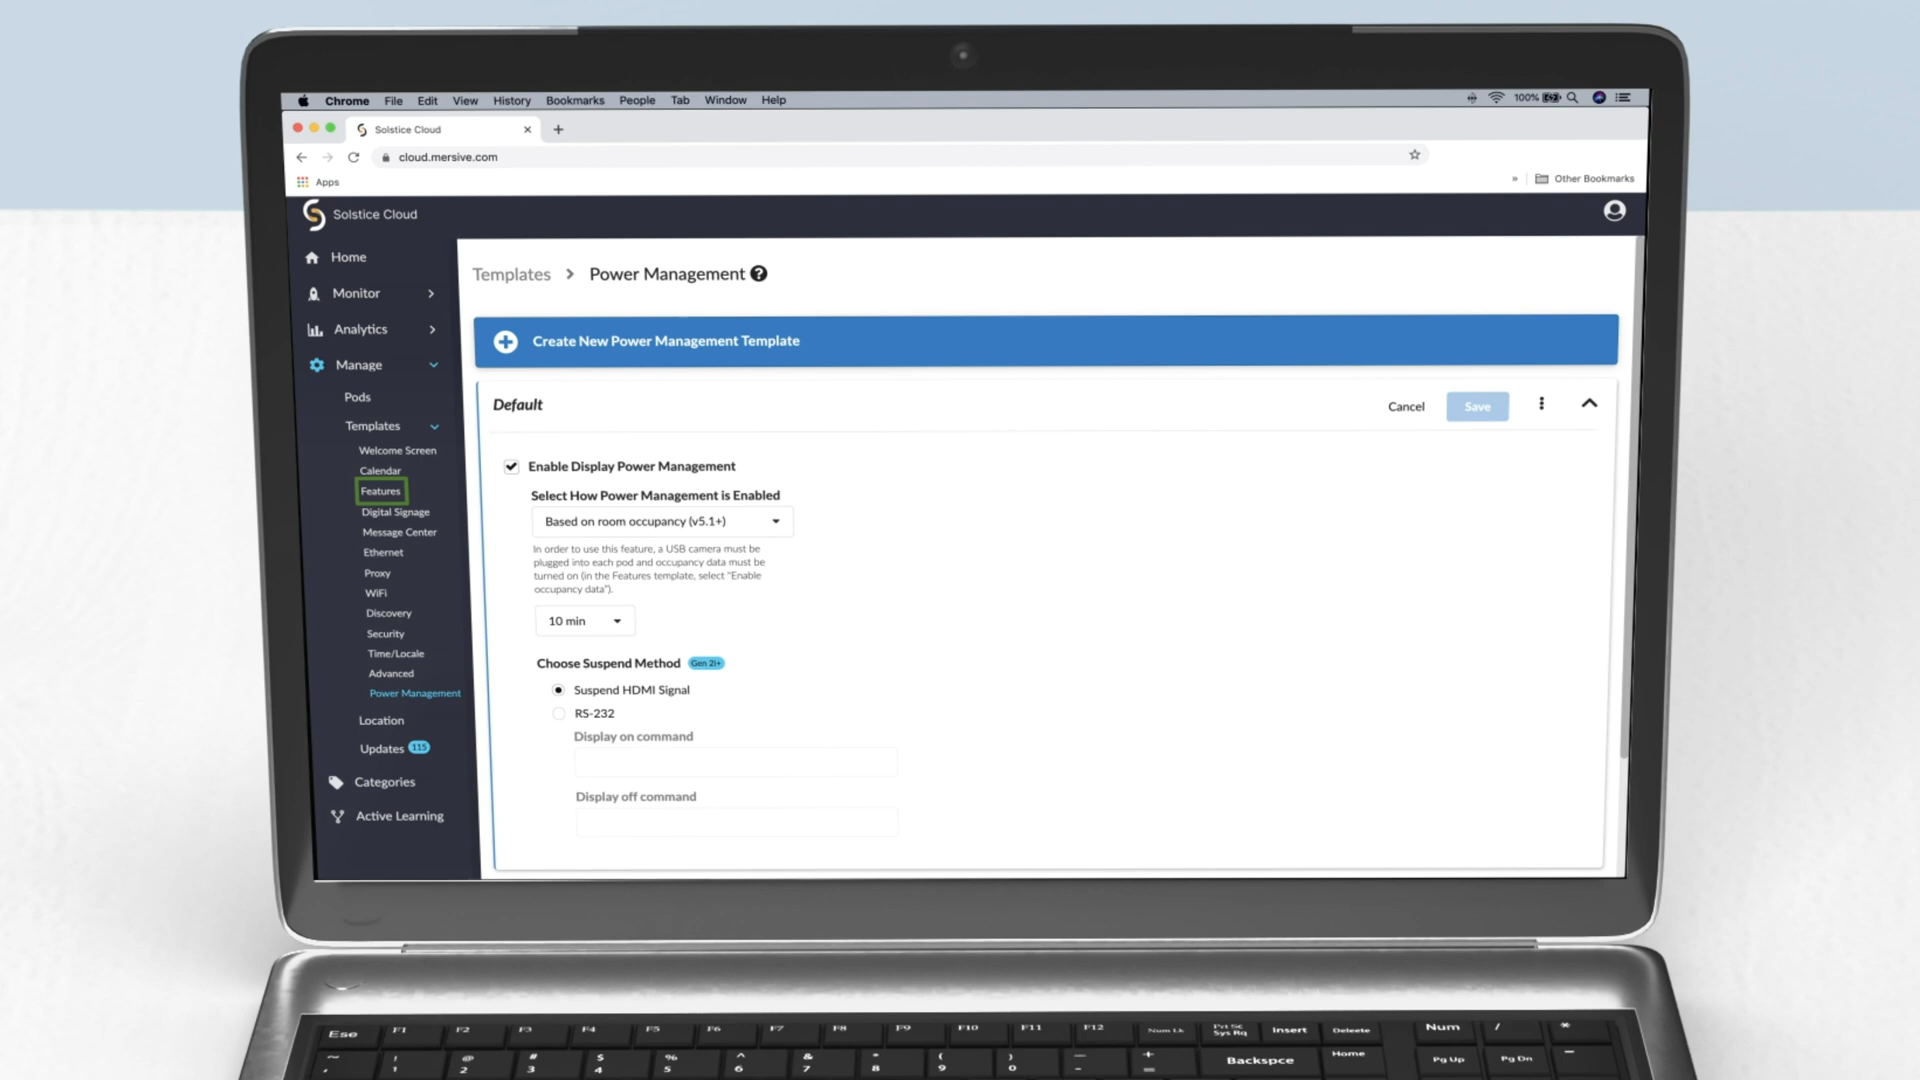 Chrome File Edit View History Bookmarks People Tab Window Help
100%
Solstice Cloud
cloud.mersive.com
Apps
» Other Bookmarks
Solstice Cloud
Home
Monitor
Analytics
Manage
Pods
Templates
Welcome Screen
Calendar
Features
Digital Signage
Message Center
Ethernet
Proxy
WiFi
Discovery
Security
Time/Locale
Advanced
Power Management
Location
Updates 115
Categories
Active Learning
Templates > Power Management ?
Create New Power Management Template
Default
Cancel
Save
Enable Display Power Management
Select How Power Management is Enabled
Based on room occupancy (v5.1+)
In order to use this feature, a USB camera must be
plugged into each pod and occupancy data must be
turned on (in the Features template, select "Enable
occupancy data").
10 min
Choose Suspend Method Gen 2i+
Suspend HDMI Signal
RS-232
Display on command
Display off command
Esc F1 F2 F3 F4 F5 F6 F7 F8 F9 F10 F11 F12 Num Lk Prt Sc Insert Deleete Num / *
Sys Rq
~ ! @ # $ % ^ & * ( ) — + Backspce Home Pg Up Pg Dn –
1 2 3 4 5 6 7 8 9 0 - =